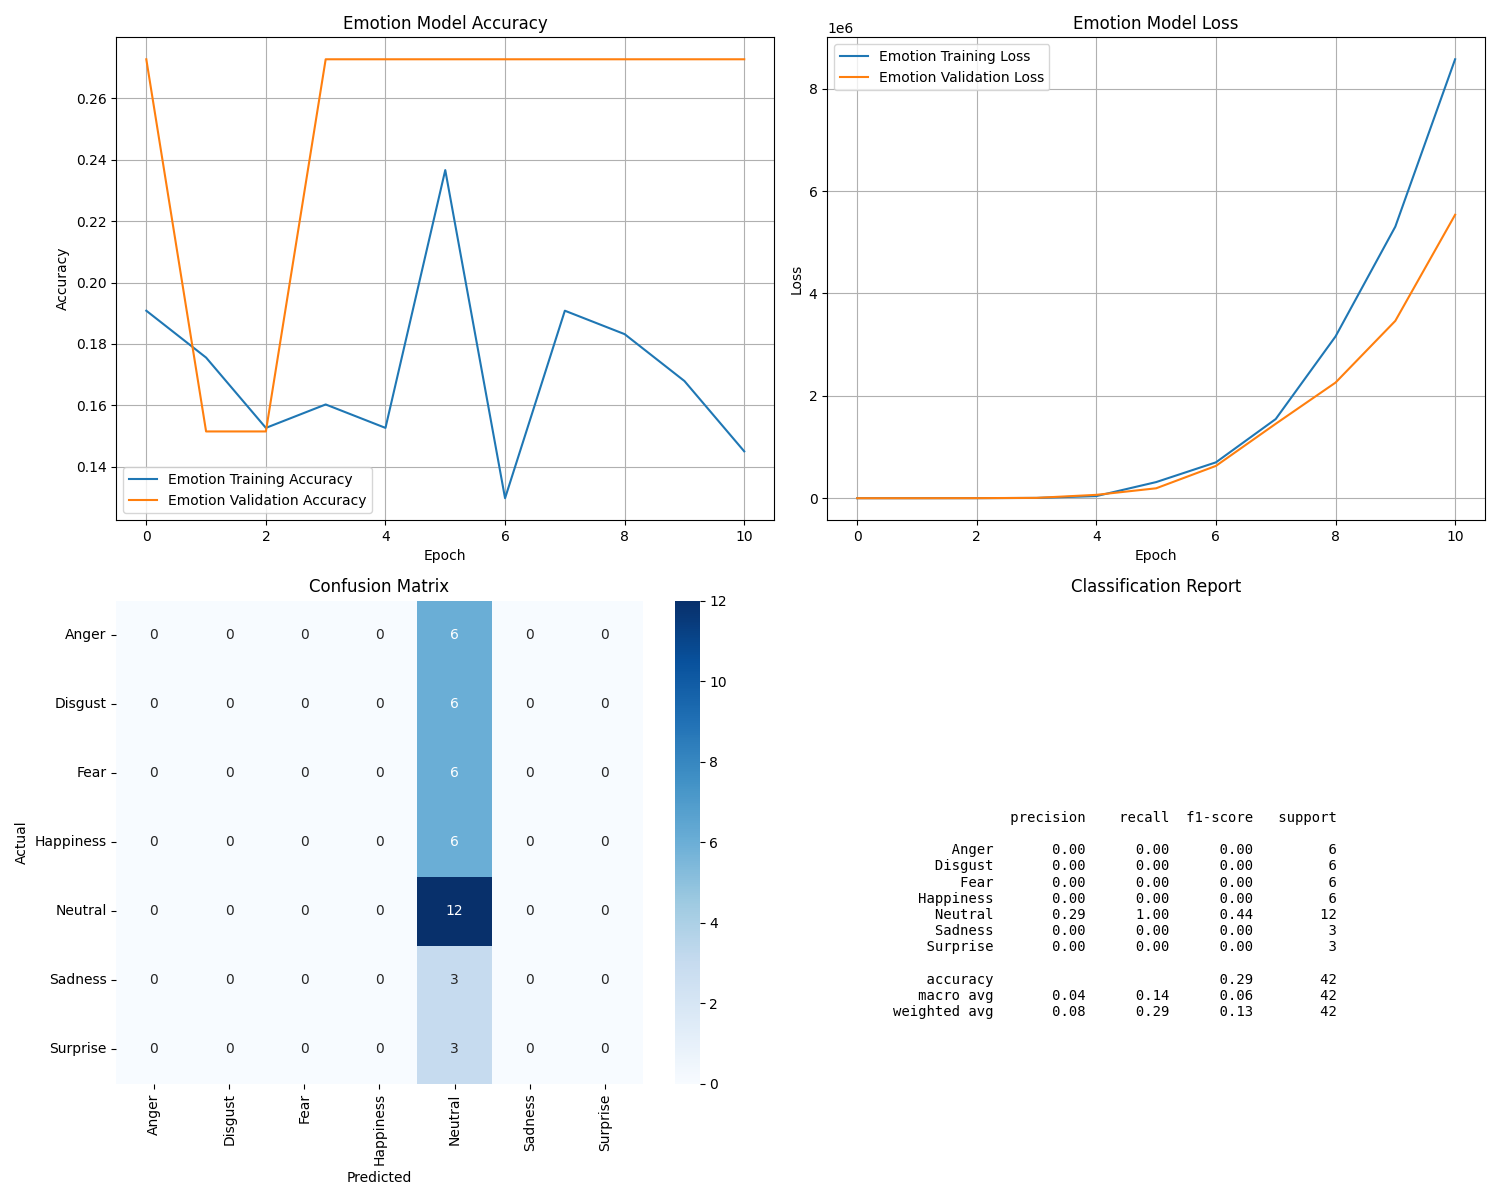 Emotion Model Accuracy
0.26
0.24
0.22
0.20
0.18
0.16
0.14
Accuracy
Emotion Training Accuracy
Emotion Validation Accuracy
0 2 4 6 8 10
Epoch
Emotion Model Loss
1e6
Emotion Training Loss
Emotion Validation Loss
8
6
4
2
0
Loss
0 2 4 6 8 10
Epoch
Confusion Matrix
Actual
Anger 0 0 0 0 6 0 0
Disgust 0 0 0 0 6 0 0
Fear 0 0 0 0 6 0 0
Happiness 0 0 0 0 6 0 0
Neutral 0 0 0 0 12 0 0
Sadness 0 0 0 0 3 0 0
Surprise 0 0 0 0 3 0 0
Anger Disgust Fear Happiness Neutral Sadness Surprise
Predicted
12
10
8
6
4
2
0
Classification Report
precision recall f1-score support
Anger 0.00 0.00 0.00 6
Disgust 0.00 0.00 0.00 6
Fear 0.00 0.00 0.00 6
Happiness 0.00 0.00 0.00 6
Neutral 0.29 1.00 0.44 12
Sadness 0.00 0.00 0.00 3
Surprise 0.00 0.00 0.00 3
accuracy 0.29 42
macro avg 0.04 0.14 0.06 42
weighted avg 0.08 0.29 0.13 42